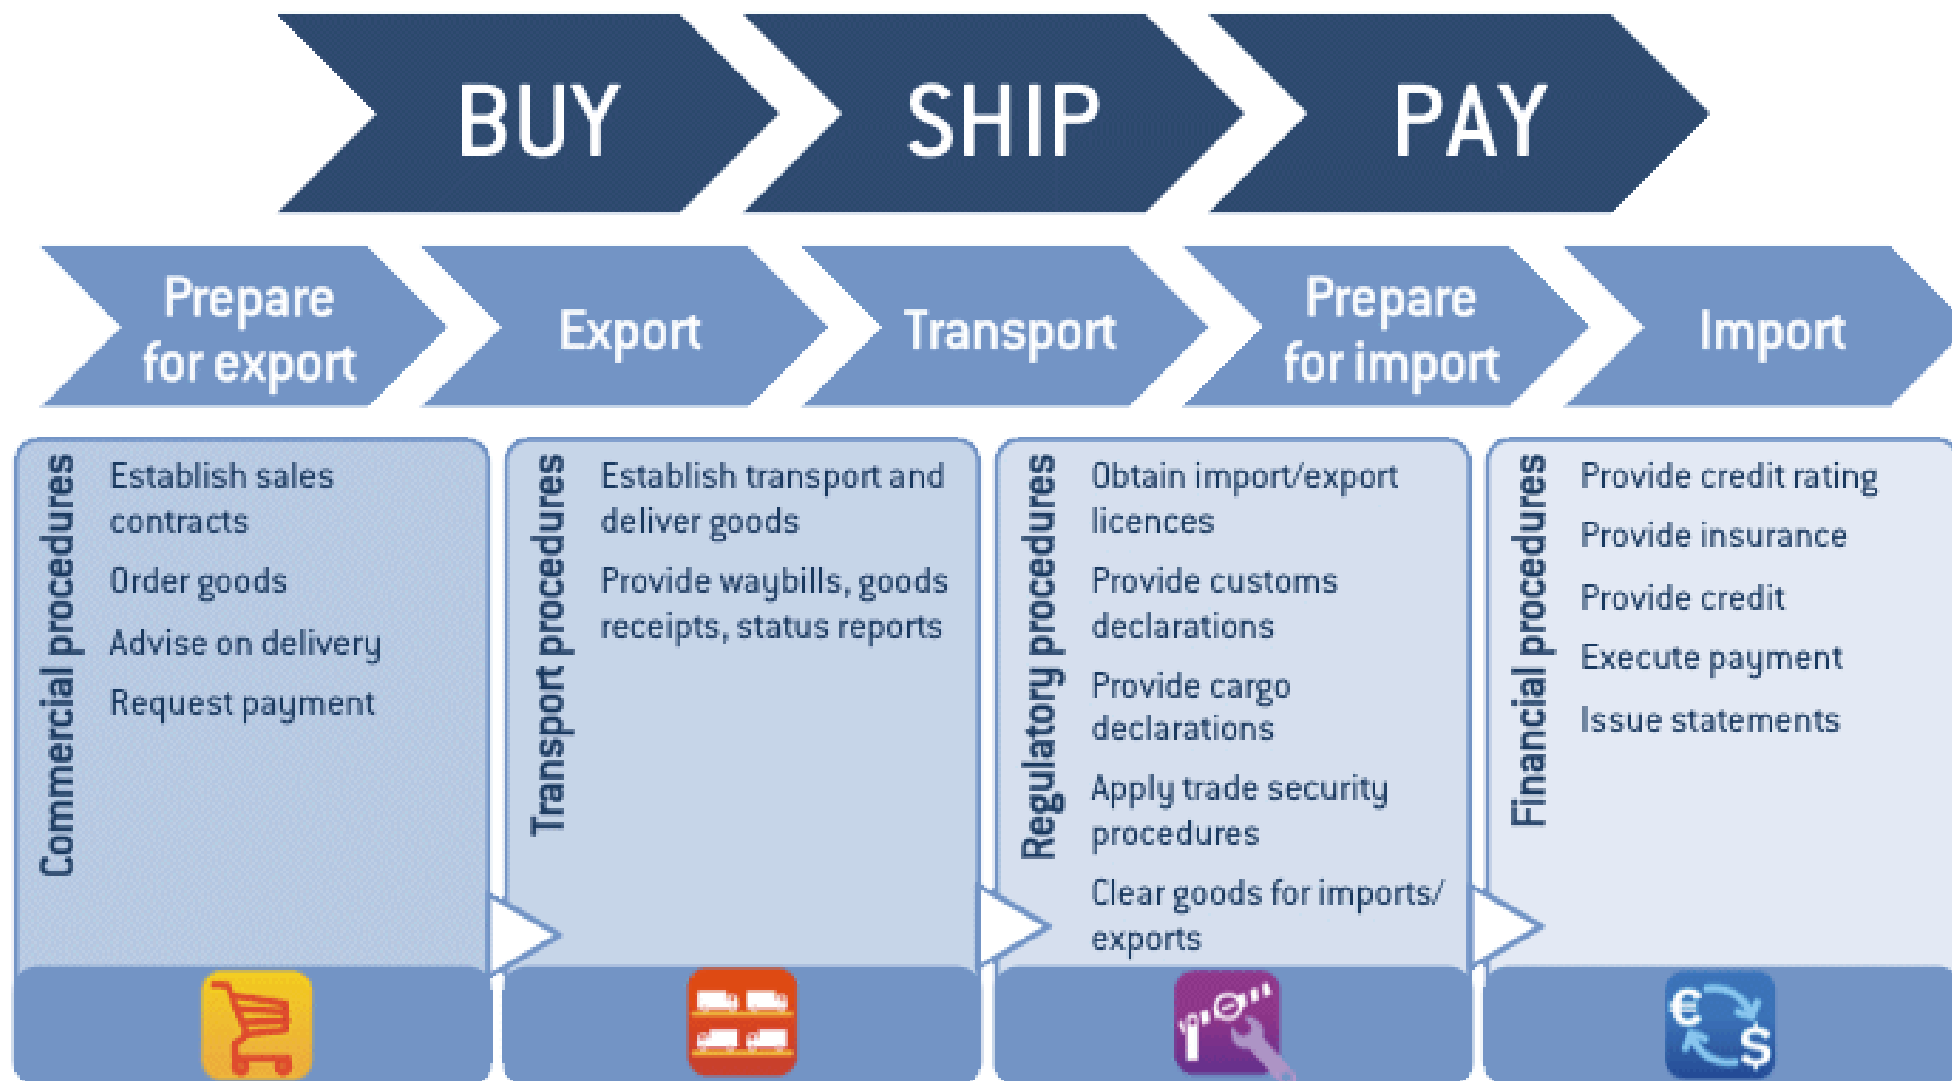 BUY
SHIP
PAY
Prepare
for export
Export
Transport
Prepare
for import
Import
Commercial procedures
Establish sales
contracts
Order goods
Advise on delivery
Request payment
Transport procedures
Establish transport and
deliver goods
Provide waybills, goods
receipts, status reports
Regulatory procedures
Obtain import/export
licences
Provide customs
declarations
Provide cargo
declarations
Apply trade security
procedures
Clear goods for imports/
exports
Financial procedures
Provide credit rating
Provide insurance
Provide credit
Execute payment
Issue statements
€
$